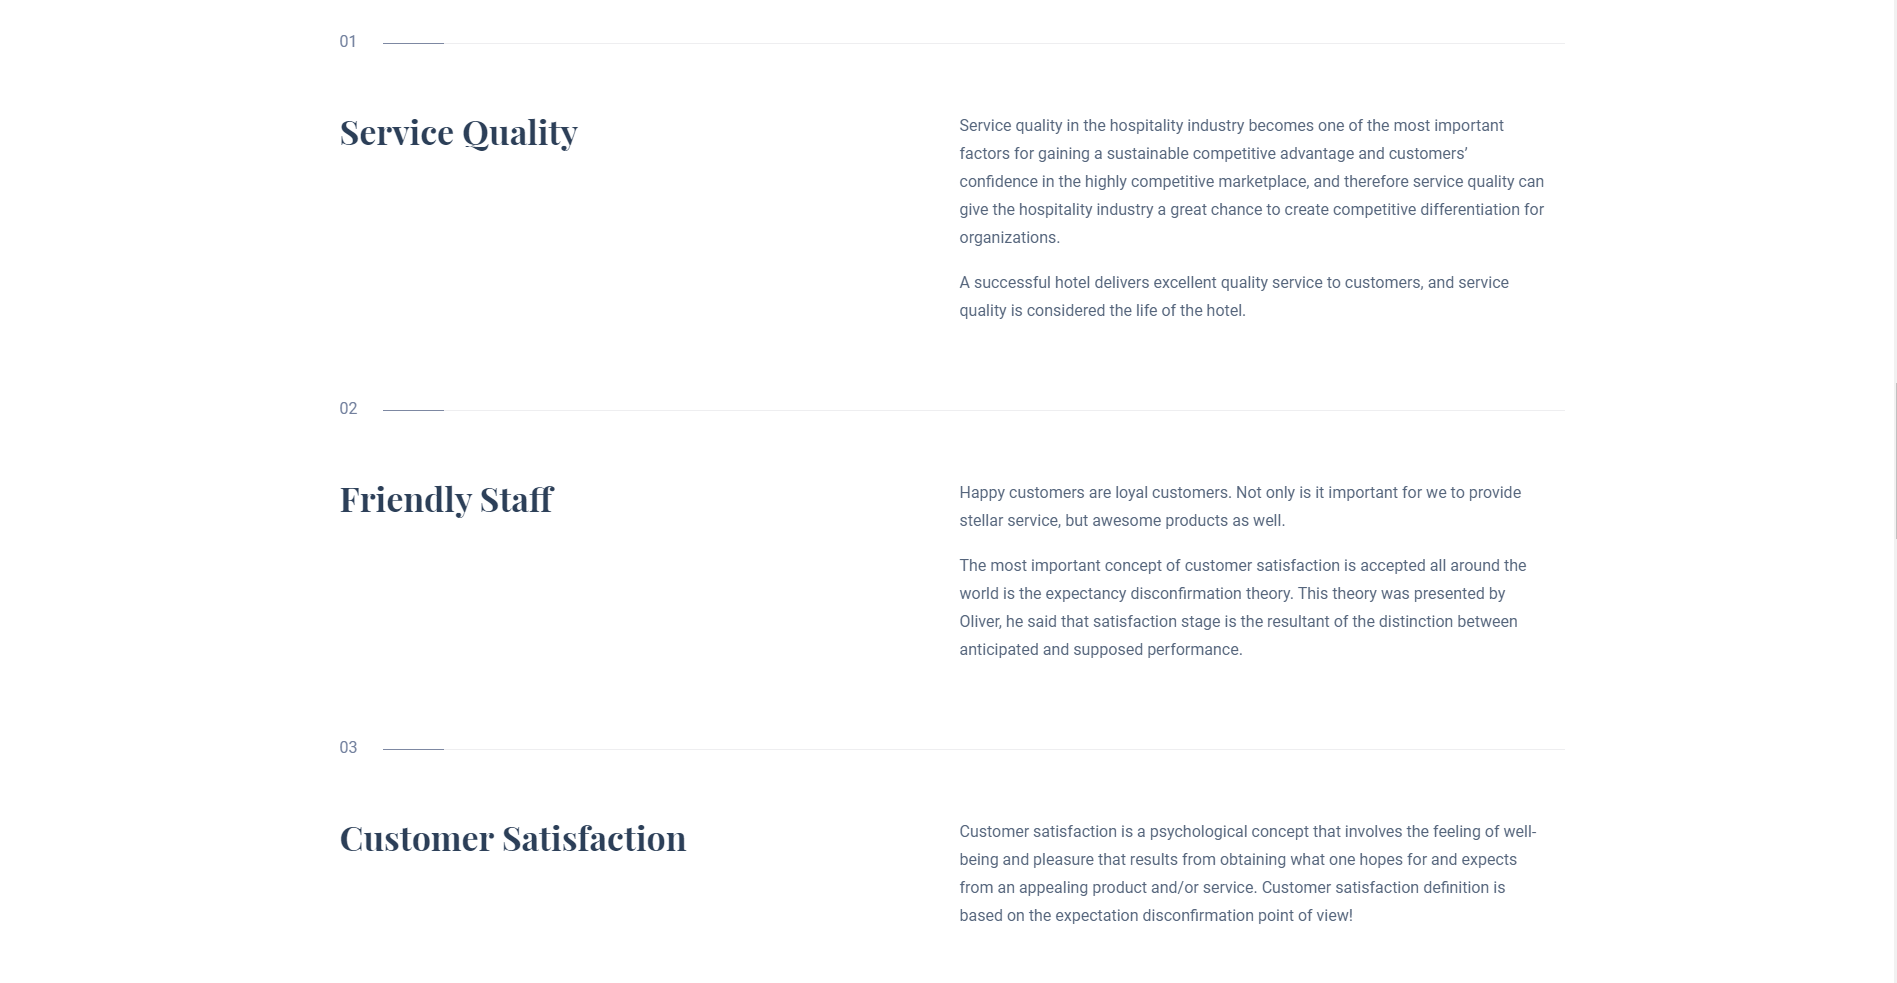 01
Service Quality
Service quality in the hospitality industry becomes one of the most important
factors for gaining a sustainable competitive advantage and customers’
confidence in the highly competitive marketplace, and therefore service quality can
give the hospitality industry a great chance to create competitive differentiation for
organizations.
A successful hotel delivers excellent quality service to customers, and service
quality is considered the life of the hotel.
02
Friendly Staff
Happy customers are loyal customers. Not only is it important for we to provide
stellar service, but awesome products as well.
The most important concept of customer satisfaction is accepted all around the
world is the expectancy disconfirmation theory. This theory was presented by
Oliver, he said that satisfaction stage is the resultant of the distinction between
anticipated and supposed performance.
03
Customer Satisfaction
Customer satisfaction is a psychological concept that involves the feeling of well-
being and pleasure that results from obtaining what one hopes for and expects
from an appealing product and/or service. Customer satisfaction definition is
based on the expectation disconfirmation point of view!